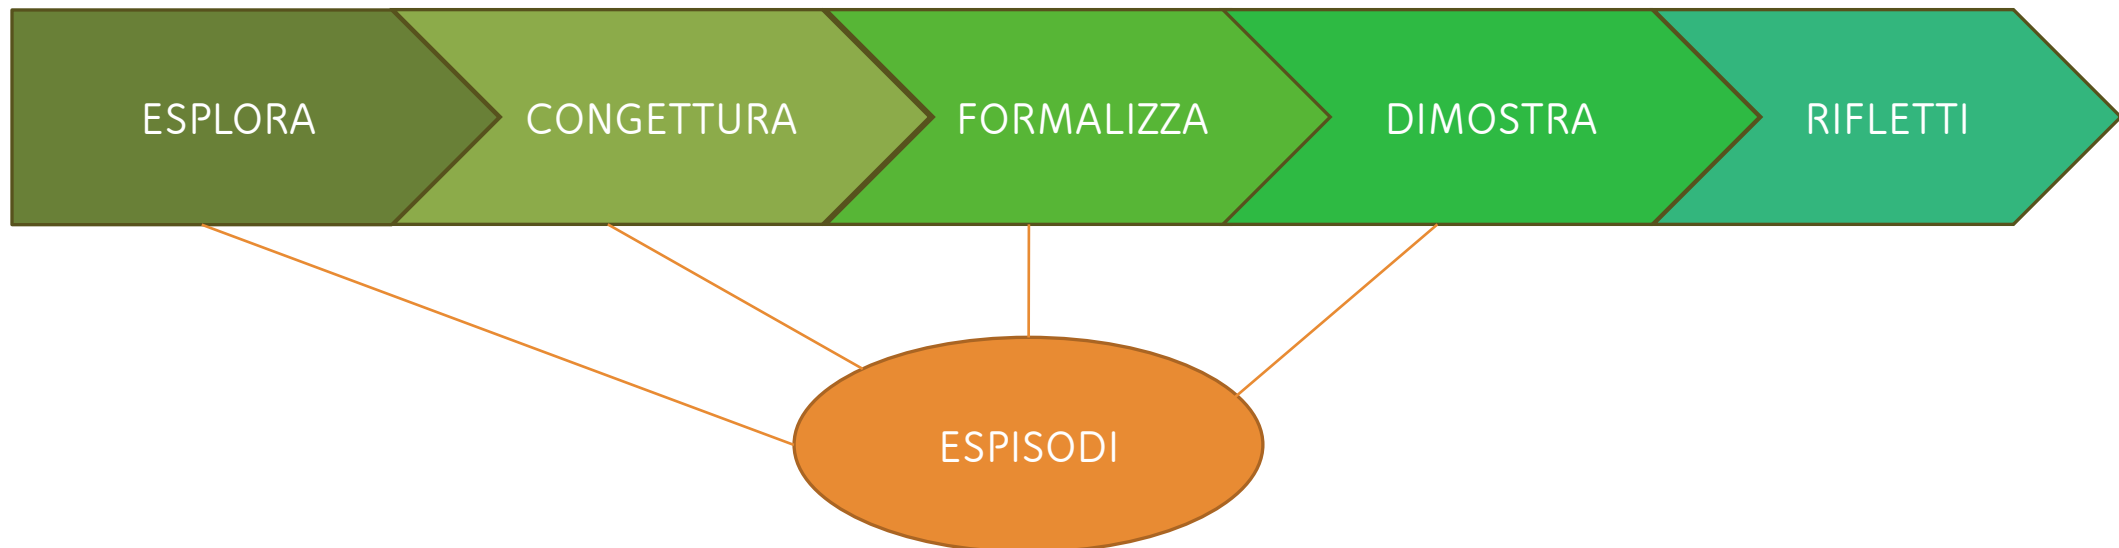 ESPLORA
CONGETTURA
FORMALIZZA
DIMOSTRA
RIFLETTI
ESPISODI